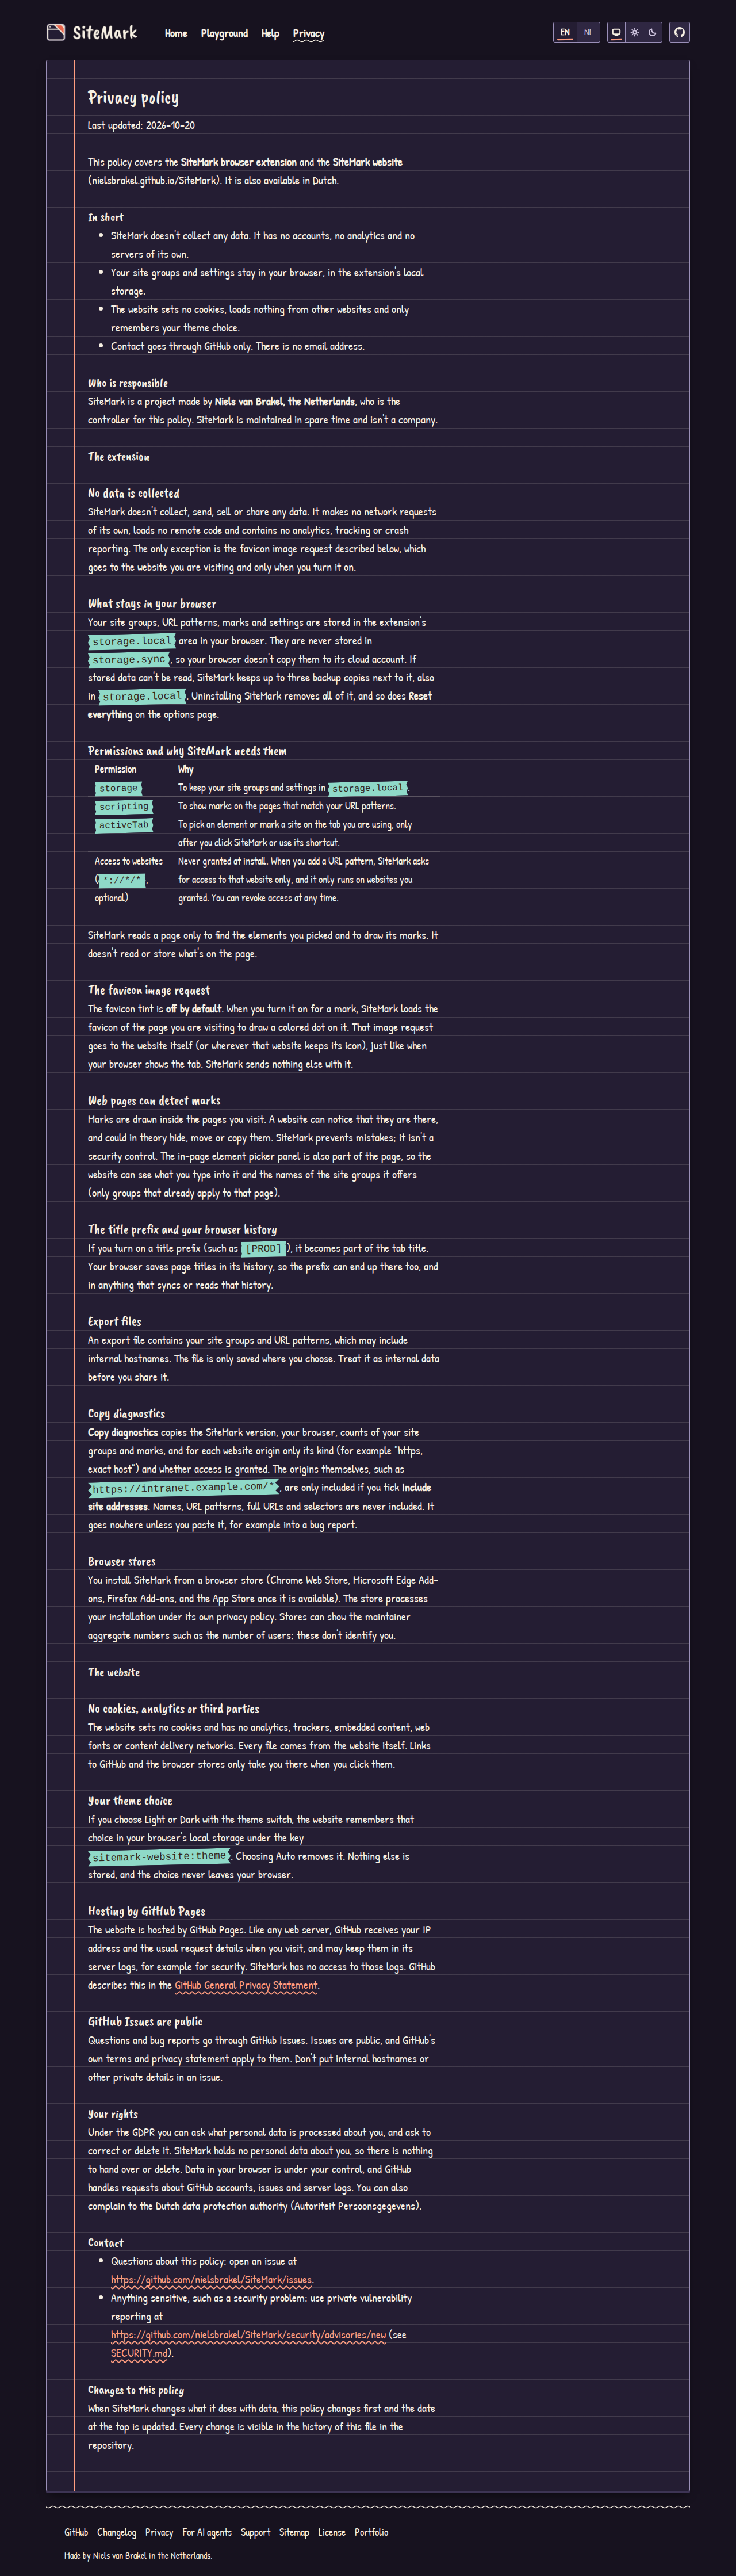 SiteMark Home Playground Help Privacy EN NL
Privacy policy
Last updated: 2026-10-20
This policy covers the SiteMark browser extension and the SiteMark website
(nielsbrakel.github.io/SiteMark). It is also available in Dutch.
In short
SiteMark doesn't collect any data. It has no accounts, no analytics and no
servers of its own.
Your site groups and settings stay in your browser, in the extension's local
storage.
The website sets no cookies, loads nothing from other websites and only
remembers your theme choice.
Contact goes through GitHub only. There is no email address.
Who is responsible
SiteMark is a project made by Niels van Brakel, the Netherlands, who is the
controller for this policy. SiteMark is maintained in spare time and isn't a company.
The extension
No data is collected
SiteMark doesn't collect, send, sell or share any data. It makes no network requests
of its own, loads no remote code and contains no analytics, tracking or crash
reporting. The only exception is the favicon image request described below, which
goes to the website you are visiting and only when you turn it on.
What stays in your browser
Your site groups, URL patterns, marks and settings are stored in the extension's
storage.local area in your browser. They are never stored in
storage.sync, so your browser doesn't copy them to its cloud account. If
stored data can't be read, SiteMark keeps up to three backup copies next to it, also
in storage.local. Uninstalling SiteMark removes all of it, and so does Reset
everything on the options page.
Permissions and why SiteMark needs them
Permission Why
storage To keep your site groups and settings in storage.local.
scripting To show marks on the pages that match your URL patterns.
activeTab To pick an element or mark a site on the tab you are using, only
after you click SiteMark or use its shortcut.
Access to websites Never granted at install. When you add a URL pattern, SiteMark asks
(*://*/*, for access to that website only, and it only runs on websites you
optional) granted. You can revoke access at any time.
SiteMark reads a page only to find the elements you picked and to draw its marks. It
doesn't read or store what's on the page.
The favicon image request
The favicon tint is off by default. When you turn it on for a mark, SiteMark loads the
favicon of the page you are visiting to draw a colored dot on it. That image request
goes to the website itself (or wherever that website keeps its icon), just like when
your browser shows the tab. SiteMark sends nothing else with it.
Web pages can detect marks
Marks are drawn inside the pages you visit. A website can notice that they are there,
and could in theory hide, move or copy them. SiteMark prevents mistakes; it isn't a
security control. The in-page element picker panel is also part of the page, so the
website can see what you type into it and the names of the site groups it offers
(only groups that already apply to that page).
The title prefix and your browser history
If you turn on a title prefix (such as [PROD]), it becomes part of the tab title.
Your browser saves page titles in its history, so the prefix can end up there too, and
in anything that syncs or reads that history.
Export files
An export file contains your site groups and URL patterns, which may include
internal hostnames. The file is only saved where you choose. Treat it as internal data
before you share it.
Copy diagnostics
Copy diagnostics copies the SiteMark version, your browser, counts of your site
groups and marks, and for each website origin only its kind (for example "https,
exact host") and whether access is granted. The origins themselves, such as
https://intranet.example.com/*, are only included if you tick Include
site addresses. Names, URL patterns, full URLs and selectors are never included. It
goes nowhere unless you paste it, for example into a bug report.
Browser stores
You install SiteMark from a browser store (Chrome Web Store, Microsoft Edge Add-
ons, Firefox Add-ons, and the App Store once it is available). The store processes
your installation under its own privacy policy. Stores can show the maintainer
aggregate numbers such as the number of users; these don't identify you.
The website
No cookies, analytics or third parties
The website sets no cookies and has no analytics, trackers, embedded content, web
fonts or content delivery networks. Every file comes from the website itself. Links
to GitHub and the browser stores only take you there when you click them.
Your theme choice
If you choose Light or Dark with the theme switch, the website remembers that
choice in your browser's local storage under the key
sitemark-website:theme. Choosing Auto removes it. Nothing else is
stored, and the choice never leaves your browser.
Hosting by GitHub Pages
The website is hosted by GitHub Pages. Like any web server, GitHub receives your IP
address and the usual request details when you visit, and may keep them in its
server logs, for example for security. SiteMark has no access to those logs. GitHub
describes this in the GitHub General Privacy Statement.
GitHub Issues are public
Questions and bug reports go through GitHub Issues. Issues are public, and GitHub's
own terms and privacy statement apply to them. Don't put internal hostnames or
other private details in an issue.
Your rights
Under the GDPR you can ask what personal data is processed about you, and ask to
correct or delete it. SiteMark holds no personal data about you, so there is nothing
to hand over or delete. Data in your browser is under your control, and GitHub
handles requests about GitHub accounts, issues and server logs. You can also
complain to the Dutch data protection authority (Autoriteit Persoonsgegevens).
Contact
Questions about this policy: open an issue at
https://github.com/nielsbrakel/SiteMark/issues.
Anything sensitive, such as a security problem: use private vulnerability
reporting at
https://github.com/nielsbrakel/SiteMark/security/advisories/new (see
SECURITY.md).
Changes to this policy
When SiteMark changes what it does with data, this policy changes first and the date
at the top is updated. Every change is visible in the history of this file in the
repository.
GitHub Changelog Privacy For AI agents Support Sitemap License Portfolio
Made by Niels van Brakel in the Netherlands.